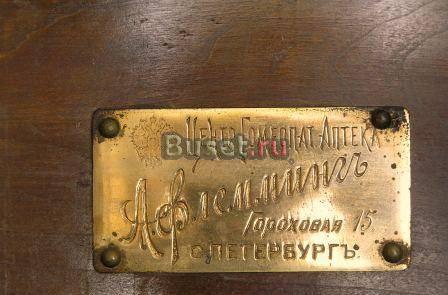 Центр. Гомеопат. Аптека
Buset.ru
А. Флеммингъ
Гороховая 15
С.ПЕТЕРБУРГЪ.